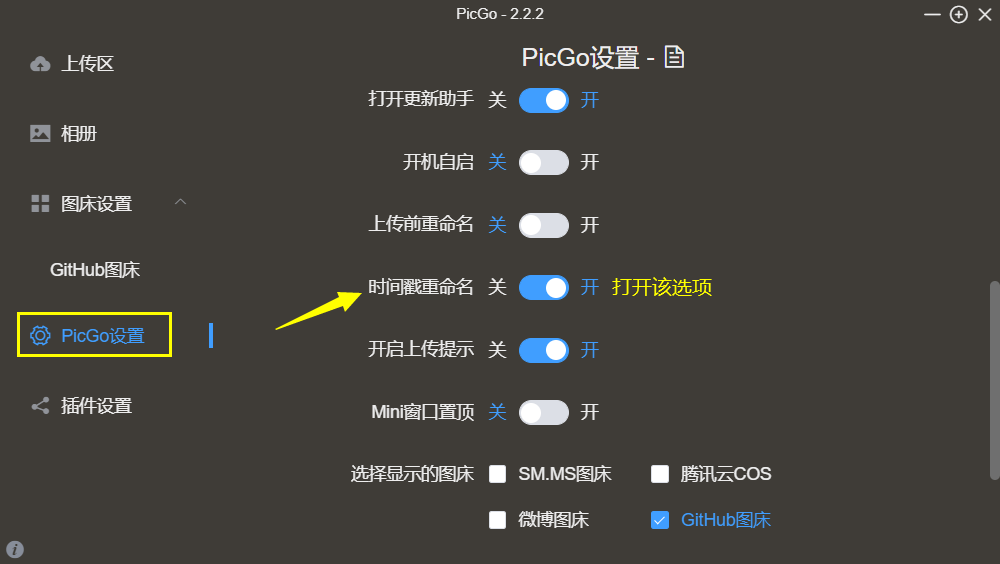 PicGo - 2.2.2
上传区
相册
图床设置
GitHub图床
PicGo设置
插件设置
PicGo设置 -
打开更新助手 关 开
开机自启 关 开
上传前重命名 关 开
时间戳重命名 关 开 打开该选项
开启上传提示 关 开
Mini窗口置顶 关 开
选择显示的图床 SM.MS图床 腾讯云COS
微博图床 GitHub图床